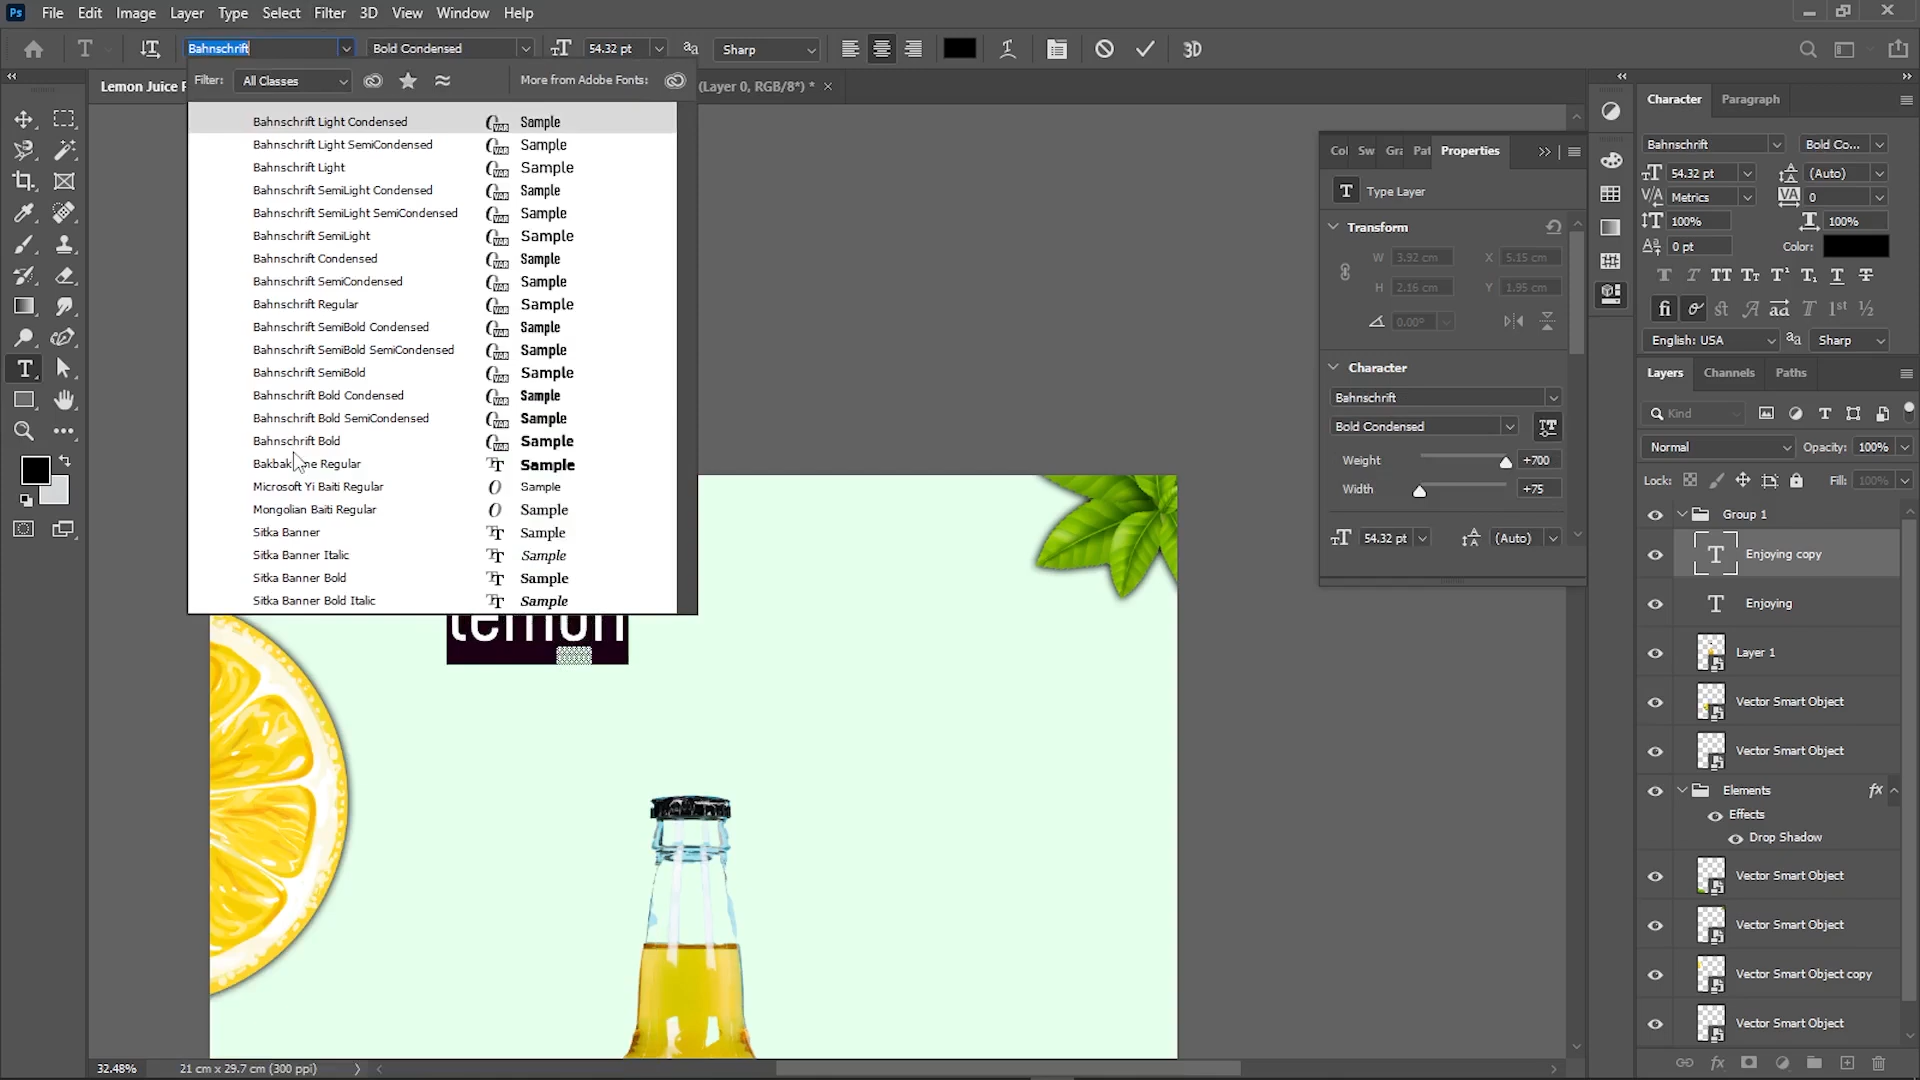 Ps File Edit Image Layer Type Select Filter 3D View Window Help
Bahnschrift Bold Condensed 54.32 pt Sharp 3D
Filter: All Classes More from Adobe Fonts:
Lemon Juice (Layer 0, RGB/8*) * ×
Bahnschrift Light Condensed Sample
Bahnschrift Light SemiCondensed Sample
Bahnschrift Light Sample
Bahnschrift SemiLight Condensed Sample
Bahnschrift SemiLight SemiCondensed Sample
Bahnschrift SemiLight Sample
Bahnschrift Condensed Sample
Bahnschrift SemiCondensed Sample
Bahnschrift Regular Sample
Bahnschrift SemiBold Condensed Sample
Bahnschrift SemiBold SemiCondensed Sample
Bahnschrift SemiBold Sample
Bahnschrift Bold Condensed Sample
Bahnschrift Bold SemiCondensed Sample
Bahnschrift Bold Sample
Regular Sample
Microsoft Yi Baiti Regular Sample
Mongolian Baiti Regular Sample
Sitka Banner Sample
Sitka Banner Italic Sample
Sitka Banner Bold Sample
Sitka Banner Bold Italic Sample
lemon
32.48% 21 cm x 29.7 cm (300 ppi)
Col Sw Gra Pat Properties
T Type Layer
Transform
W 3.92 cm X 5.15 cm
H 2.16 cm Y 1.95 cm
0.00°
Character
Bahnschrift
Bold Condensed
Weight +700
Width +75
54.32 pt (Auto)
Character Paragraph
Bahnschrift Bold Co...
54.32 pt (Auto)
Metrics 0
100% 100%
0 pt Color:
English: USA aa Sharp
Layers Channels Paths
Kind
Normal Opacity: 100%
Lock: Fill: 100%
Group 1
Enjoying copy
Enjoying
Layer 1
Vector Smart Object
Vector Smart Object
Elements fx
Effects
Drop Shadow
Vector Smart Object
Vector Smart Object
Vector Smart Object copy
Vector Smart Object